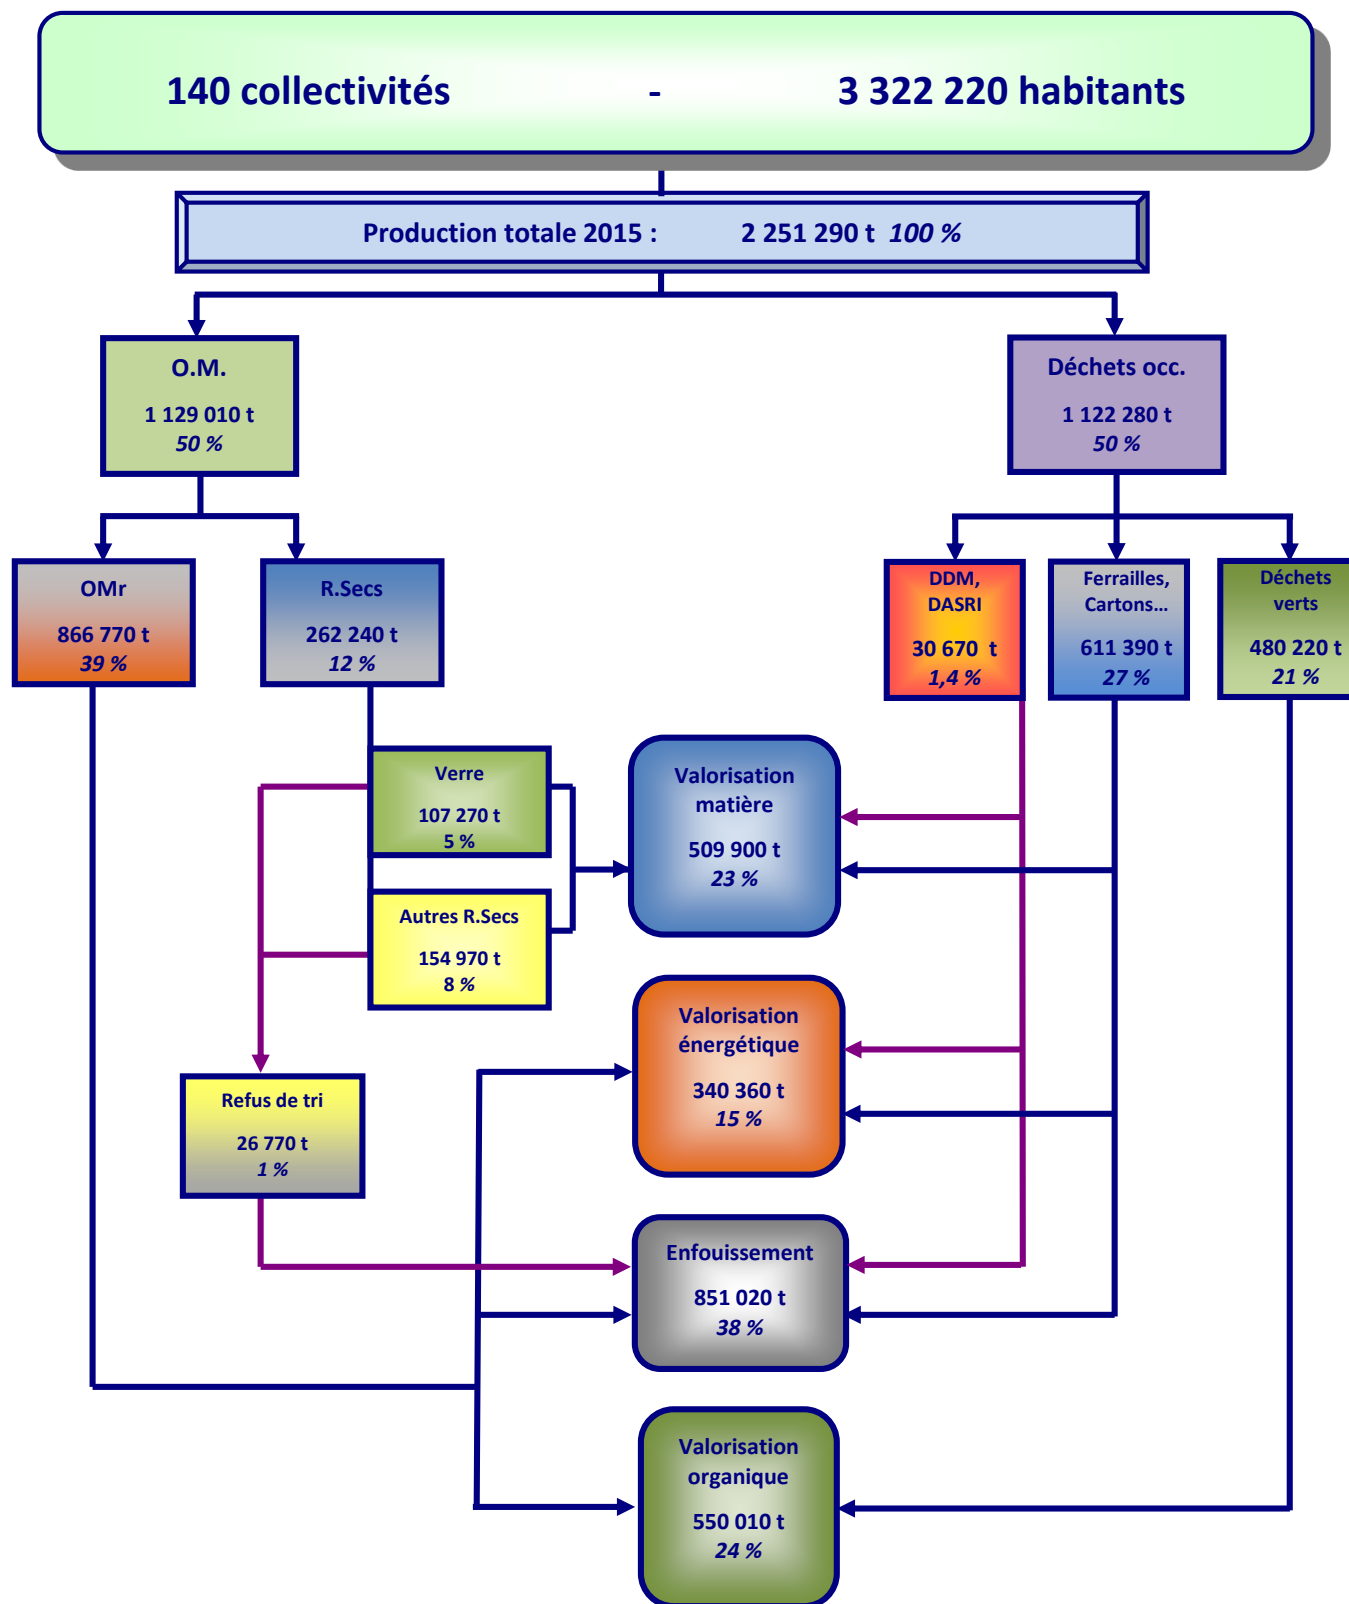 140 collectivités - 3 322 220 habitants
Production totale 2015 : 2 251 290 t 100 %
O.M.
1 129 010 t
50 %
Déchets occ.
1 122 280 t
50 %
OMr
866 770 t
39 %
R.Secs
262 240 t
12 %
DDM,
DASRI
30 670 t
1,4 %
Ferrailles,
Cartons...
611 390 t
27 %
Déchets
verts
480 220 t
21 %
Verre
107 270 t
5 %
Valorisation
matière
509 900 t
23 %
Autres R.Secs
154 970 t
8 %
Valorisation
énergétique
340 360 t
15 %
Refus de tri
26 770 t
1 %
Enfouissement
851 020 t
38 %
Valorisation
organique
550 010 t
24 %